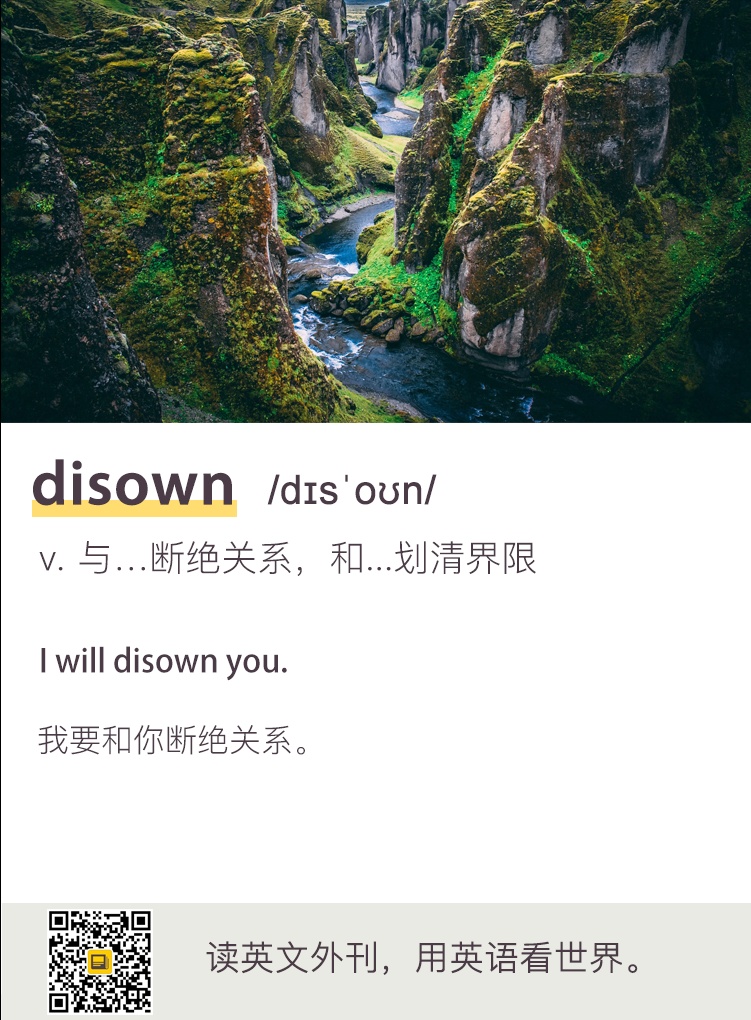 disown /dɪsˈoʊn/
v. 与…断绝关系，和...划清界限
I will disown you.
我要和你断绝关系。
读英文外刊，用英语看世界。